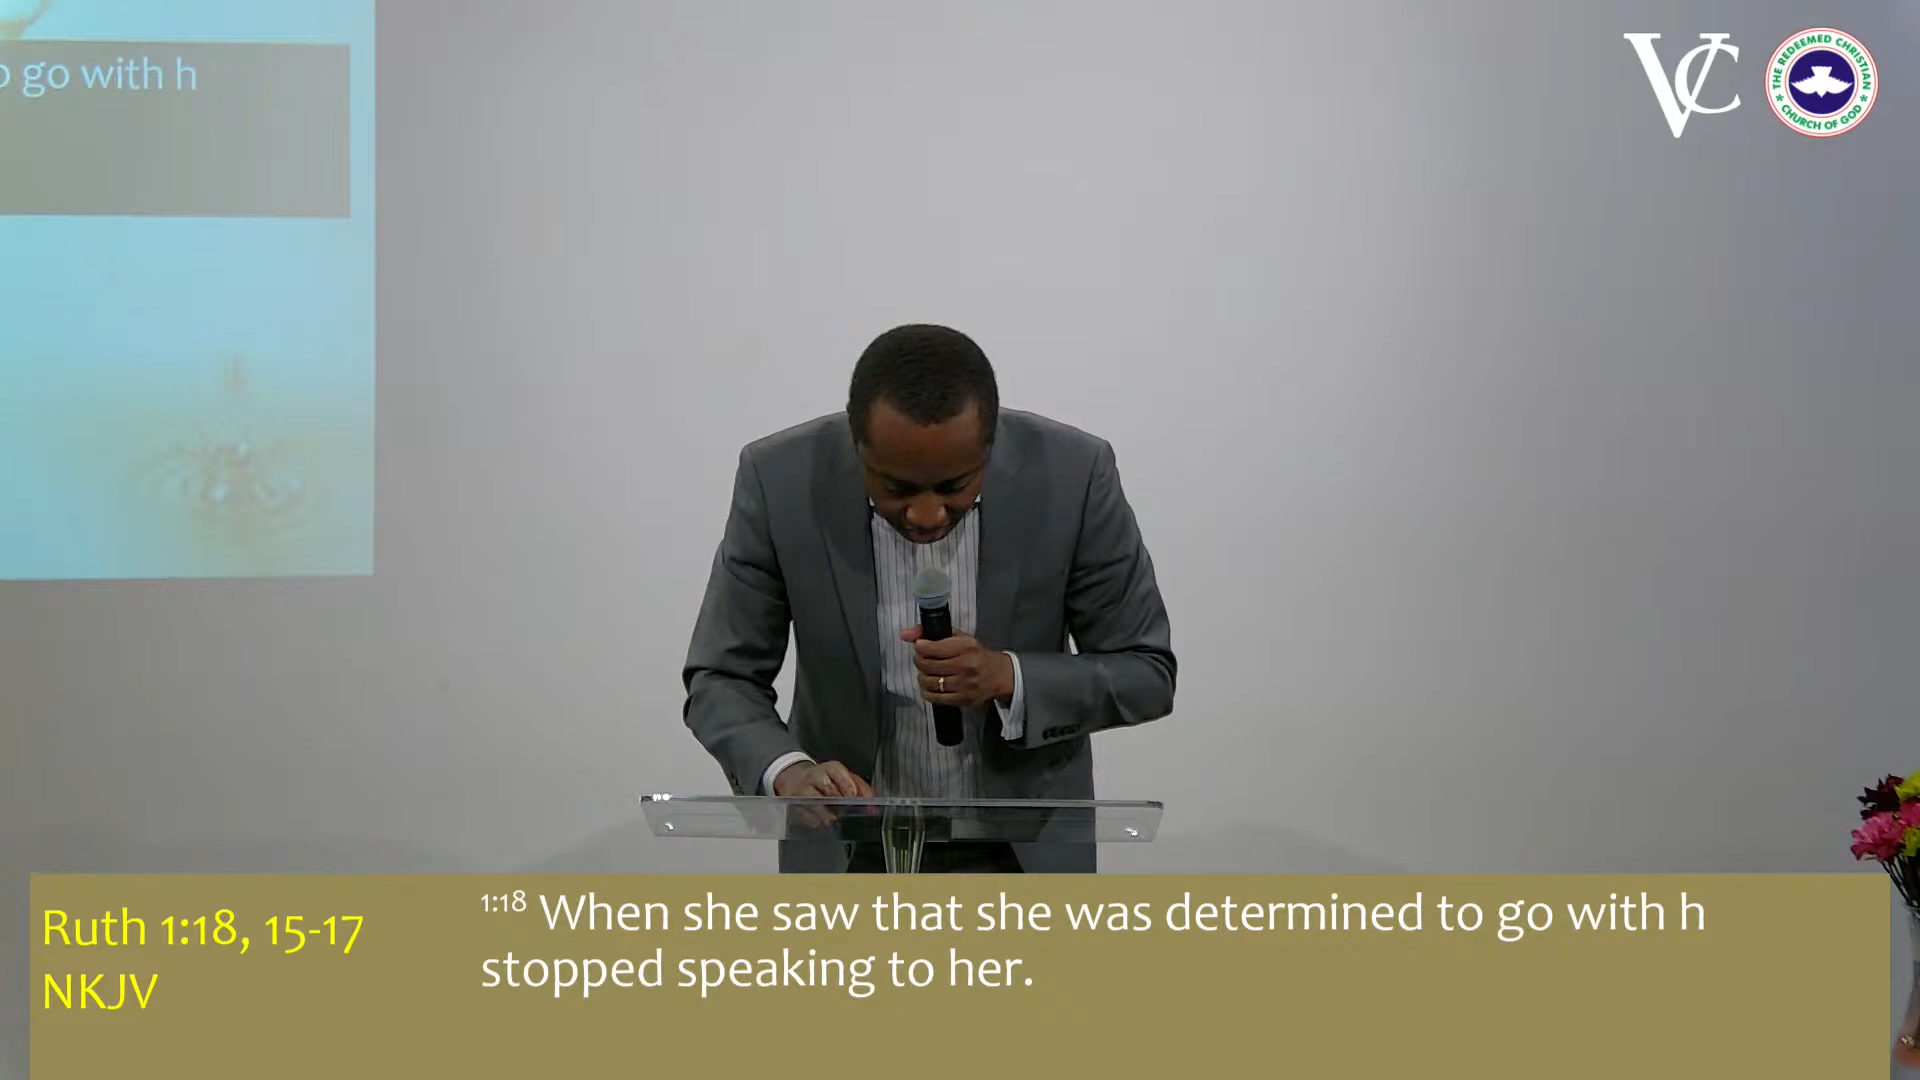 o go with h
VC
THE REDEEMED CHRISTIAN
CHURCH OF GOD
Ruth 1:18, 15-17
NKJV
1:18 When she saw that she was determined to go with h
stopped speaking to her.